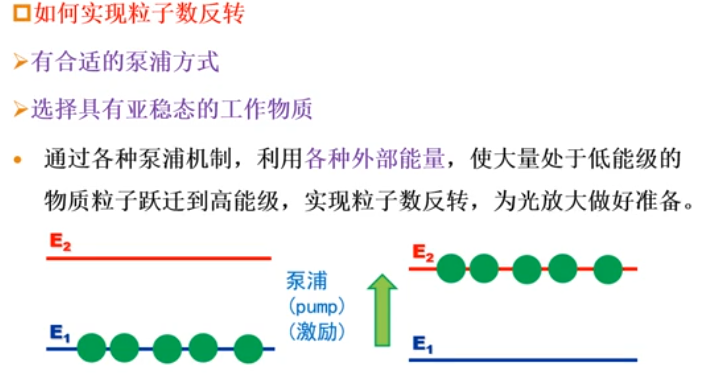 如何实现粒子数反转
有合适的泵浦方式
选择具有亚稳态的工作物质
通过各种泵浦机制，利用各种外部能量，使大量处于低能级的
物质粒子跃迁到高能级，实现粒子数反转，为光放大做好准备。
E₂
E₁
泵浦
(pump)
(激励)
E₂
E₁